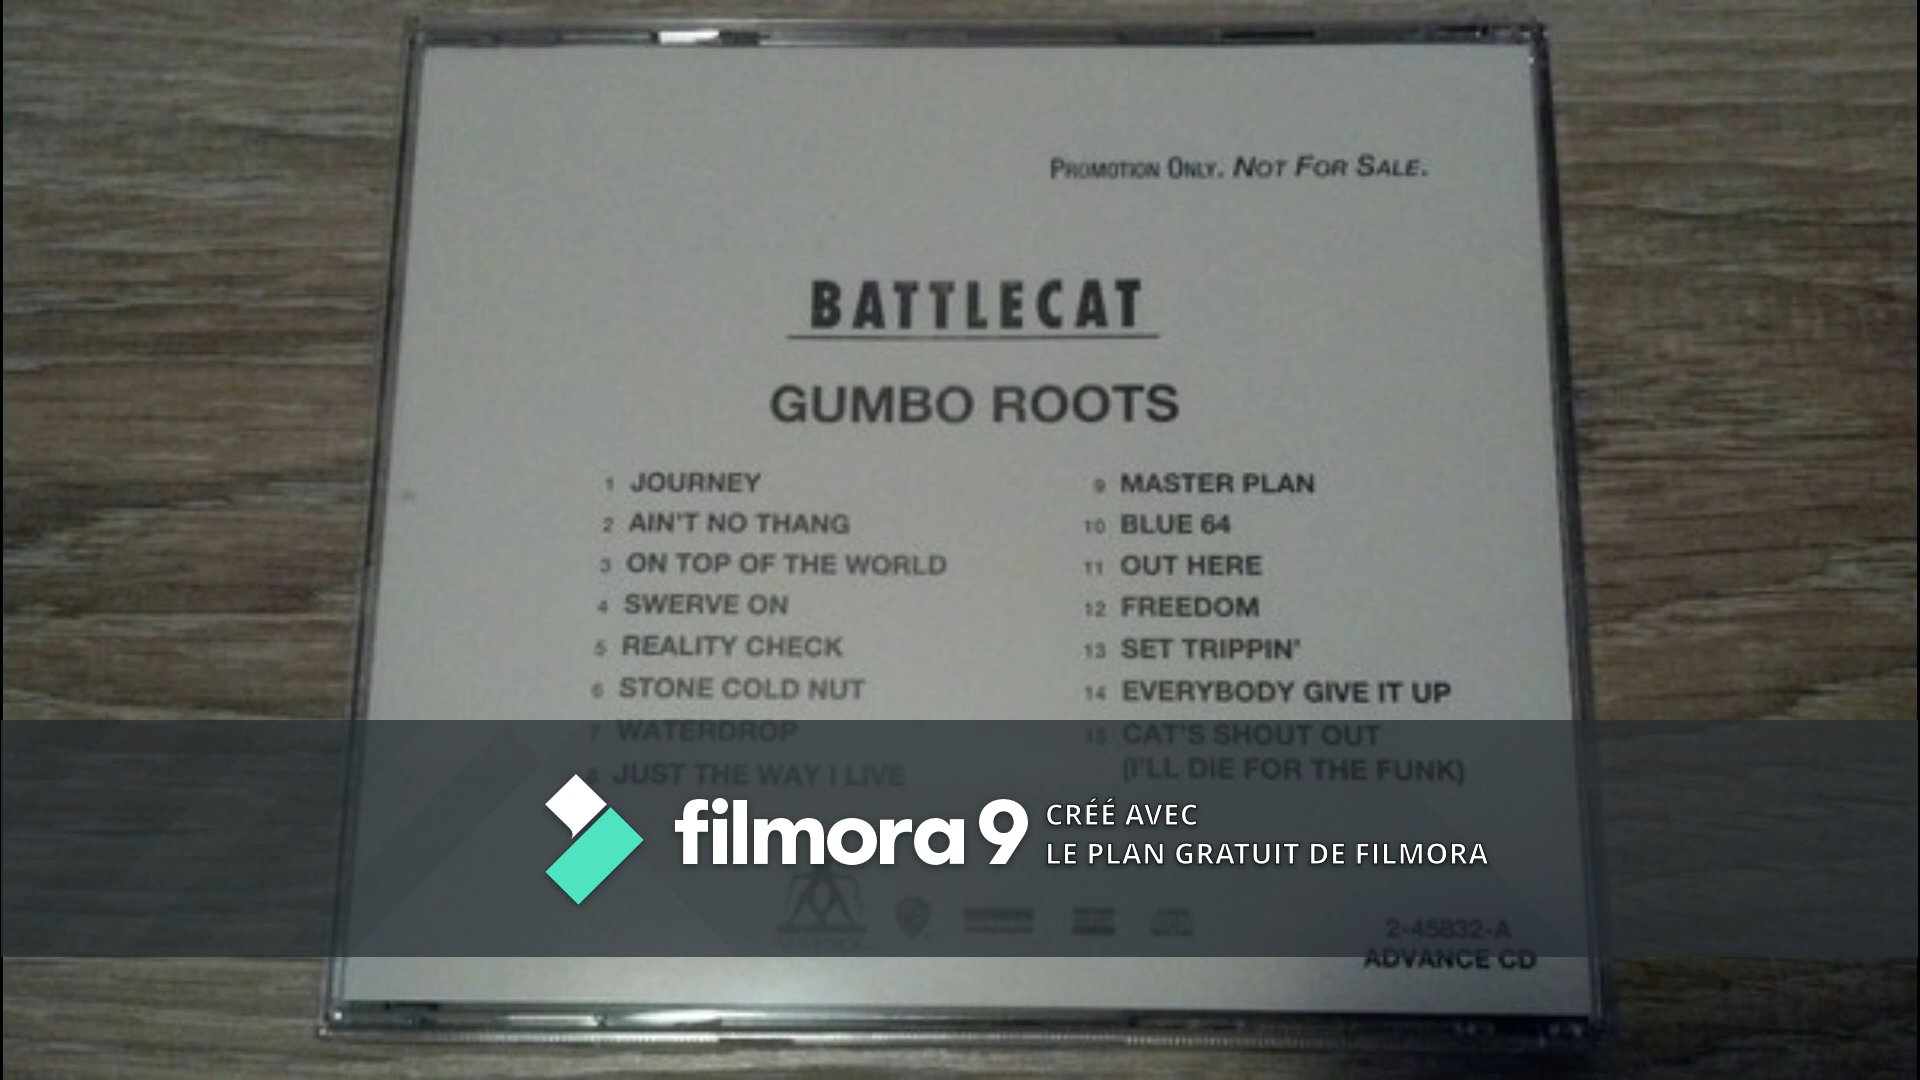 PROMOTION ONLY. NOT FOR SALE.
BATTLECAT
GUMBO ROOTS
1 JOURNEY
2 AIN'T NO THANG
3 ON TOP OF THE WORLD
4 SWERVE ON
5 REALITY CHECK
6 STONE COLD NUT
7 WATERDROP
8 JUST THE WAY I LIVE
9 MASTER PLAN
10 BLUE 64
11 OUT HERE
12 FREEDOM
13 SET TRIPPIN'
14 EVERYBODY GIVE IT UP
15 CAT'S SHOUT OUT
(I'LL DIE FOR THE FUNK)
filmora 9
CRÉÉ AVEC
LE PLAN GRATUIT DE FILMORA
2-45832-A
ADVANCE CD